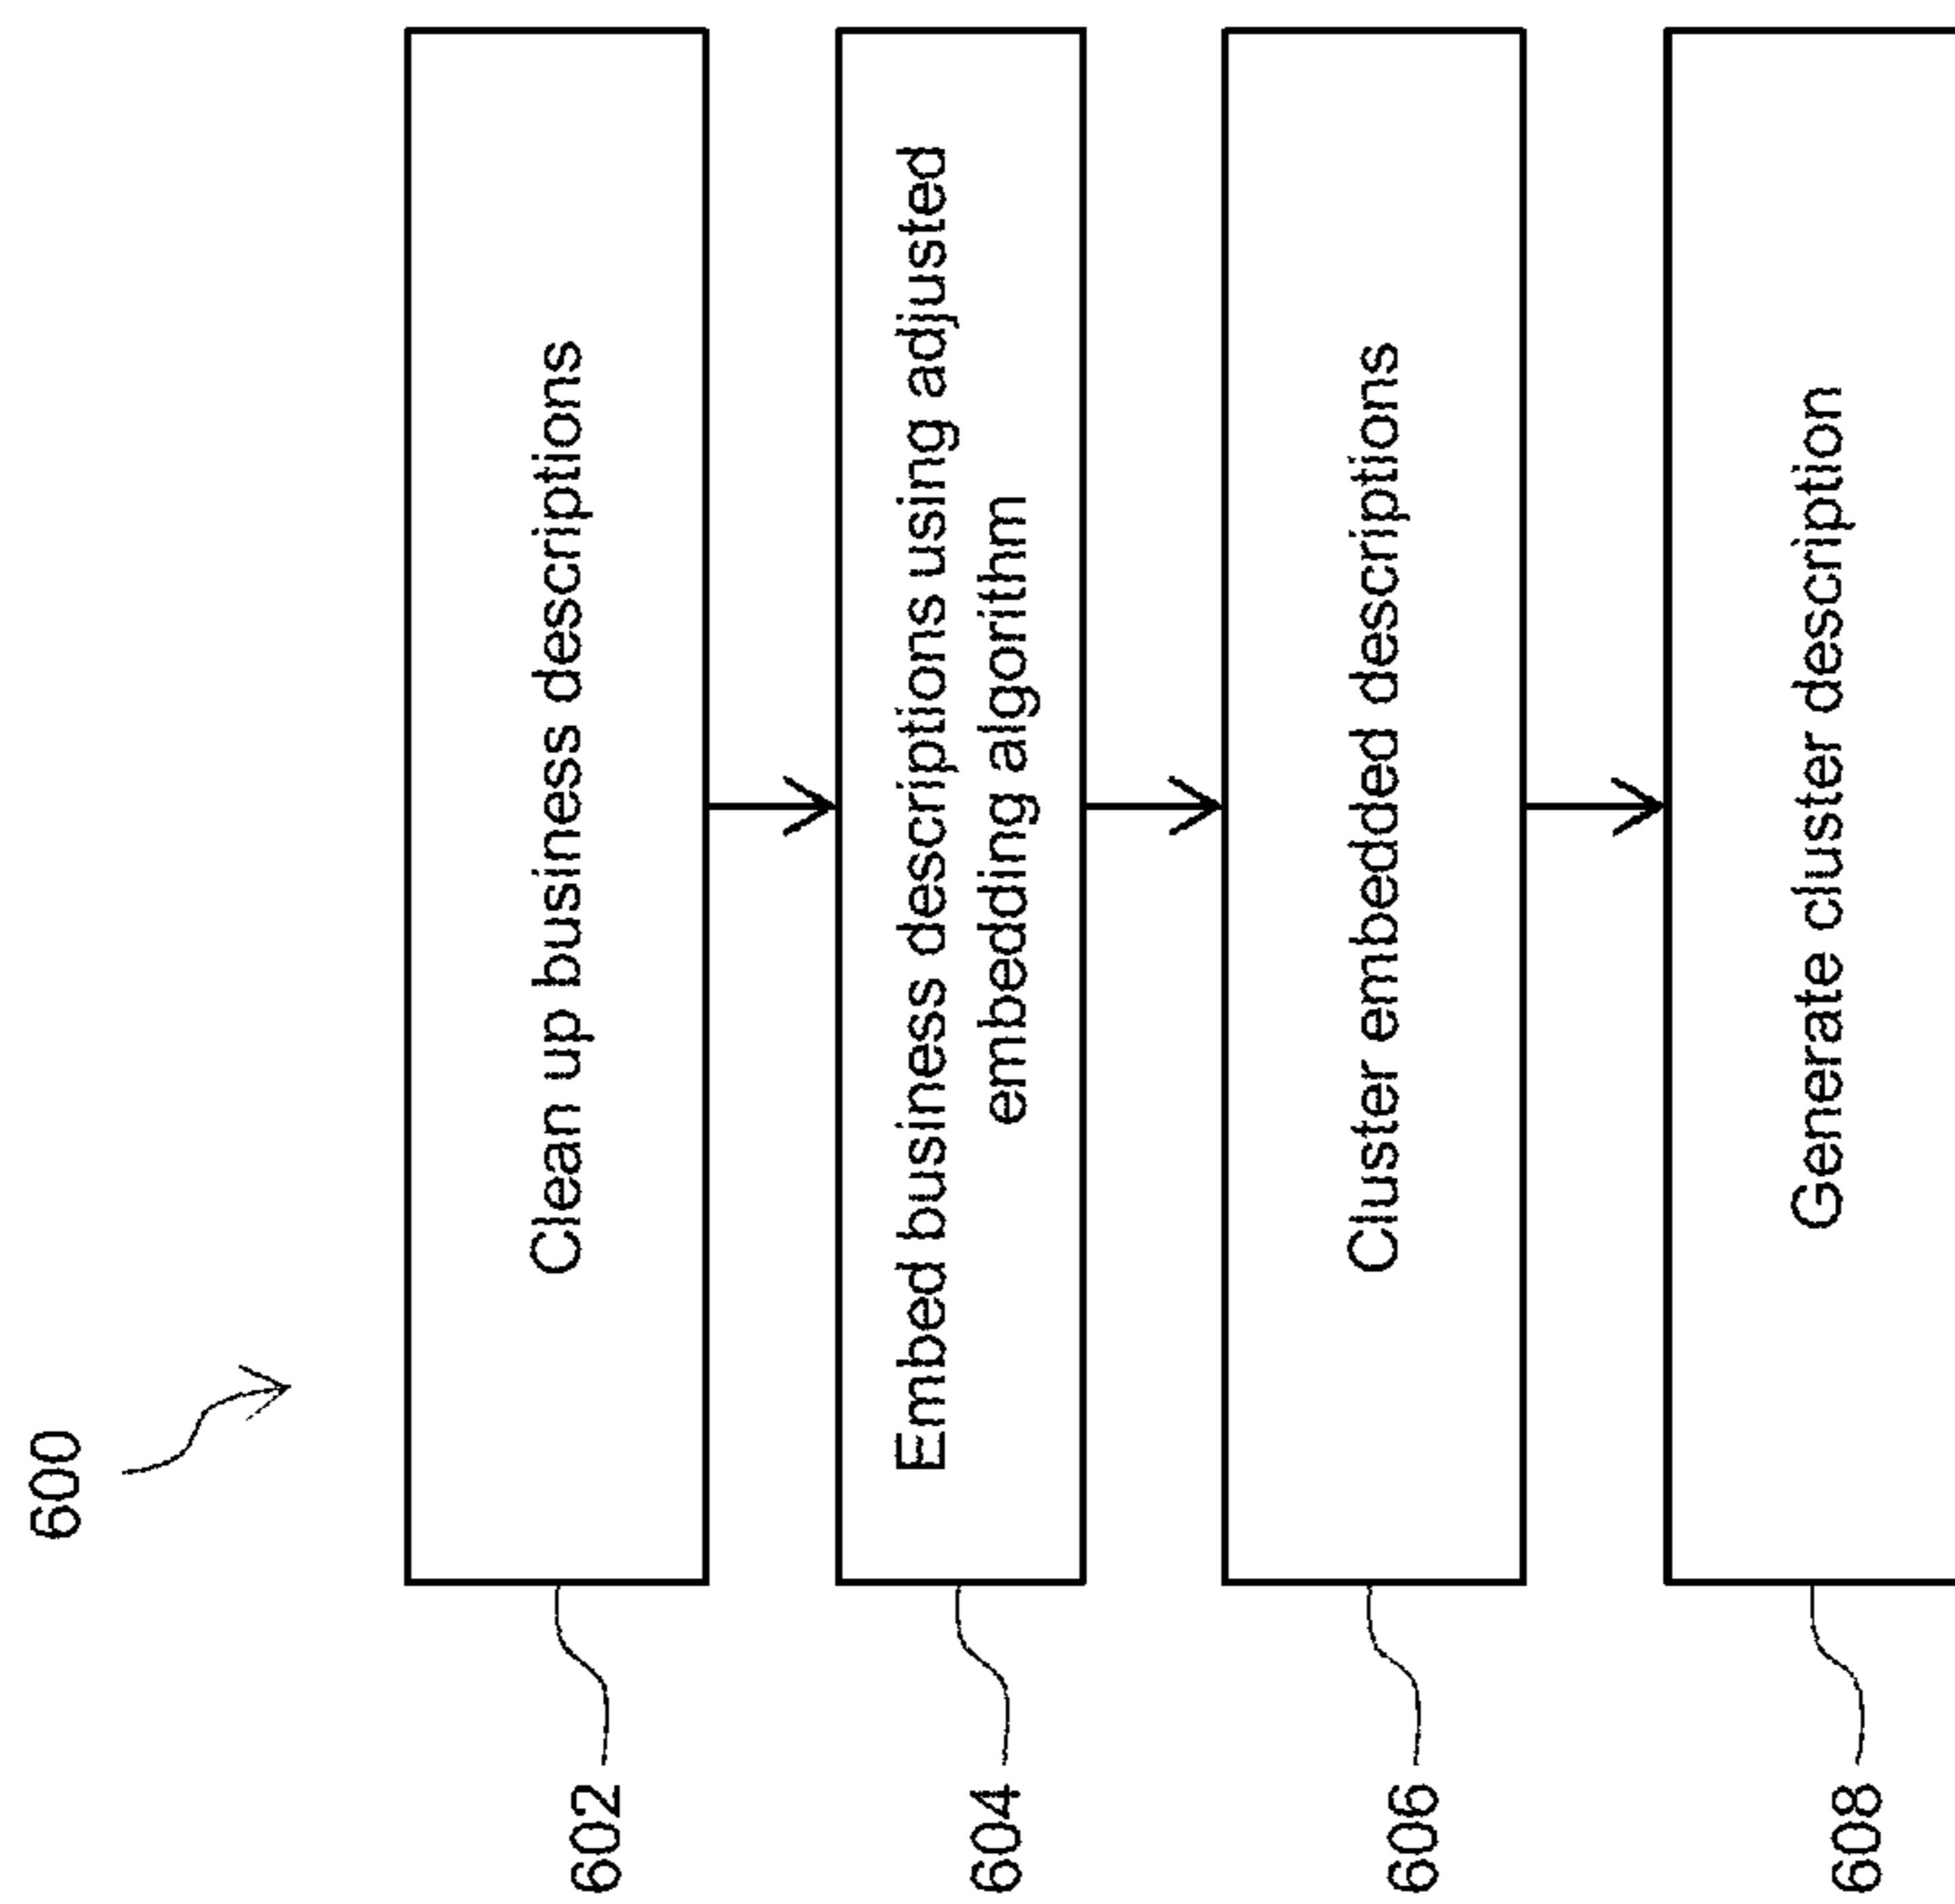 600
602
Clean up business descriptions
604
Embed business descriptions using adjusted
embedding algorithm
606
Cluster embedded descriptions
608
Generate cluster description